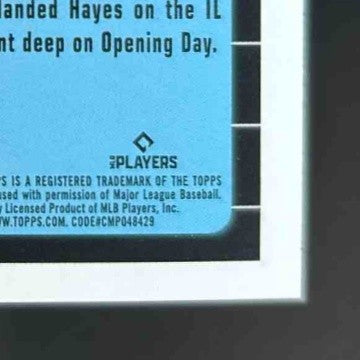 landed Hayes on the IL
nt deep on Opening Day.
MLB PLAYERS
S IS A REGISTERED TRADEMARK OF THE TOPPS
sed with permission of Major League Baseball.
y Licensed Product of MLB Players, Inc.
W.TOPPS.COM. CODE#CMP048429